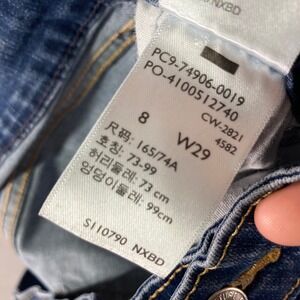 NXBD
PC9-74906-0019
PO-4100512740
CW-2821
4582
8 W29
尺码: 165/74A
호칭: 73-99
허리둘레: 73 cm
엉덩이둘레: 99cm
S110790 NXBD